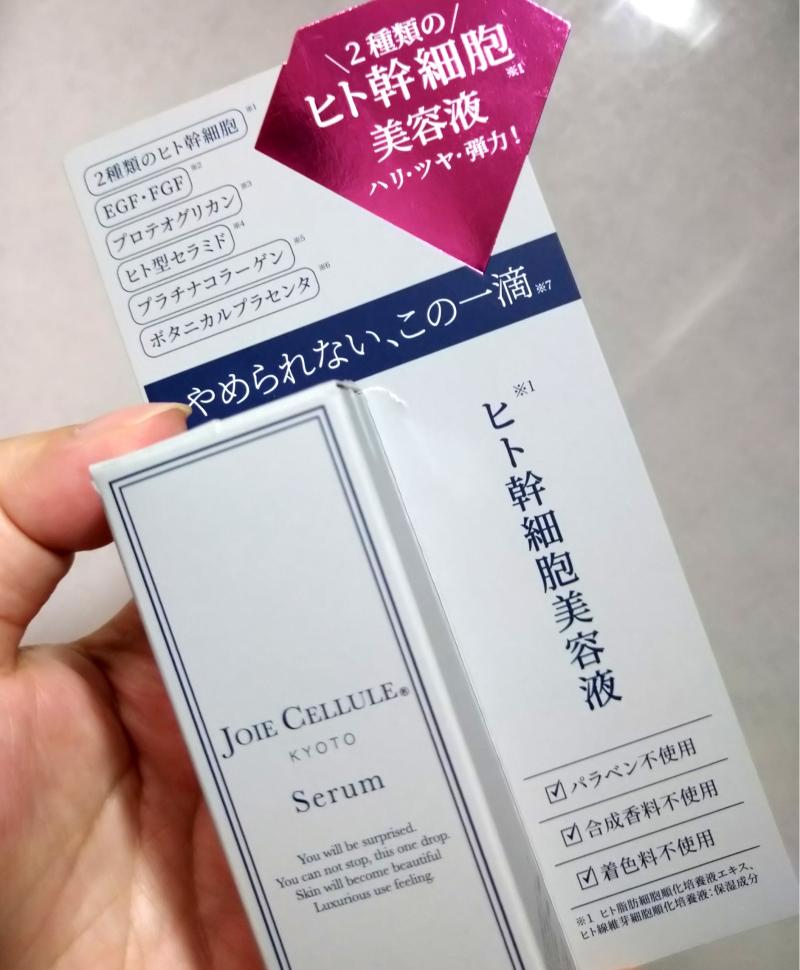 \2種類の/
ヒト幹細胞※1
美容液
ハリ・ツヤ・弾力!
2種類のヒト幹細胞※1
EGF・FGF※2
プロテオグリカン※3
ヒト型セラミド※4
プラチナコラーゲン※5
ボタニカルプラセンタ※6
やめられない、この一滴※7
ヒト幹細胞美容液※1
パラベン不使用
合成香料不使用
着色料不使用
※1 ヒト脂肪細胞順化培養液エキス、
ヒト線維芽細胞順化培養液:保湿成分
JOIE CELLULE®
KYOTO
Serum
You will be surprised.
You can not stop, this one drop.
Skin will become beautiful
Luxurious use feeling.